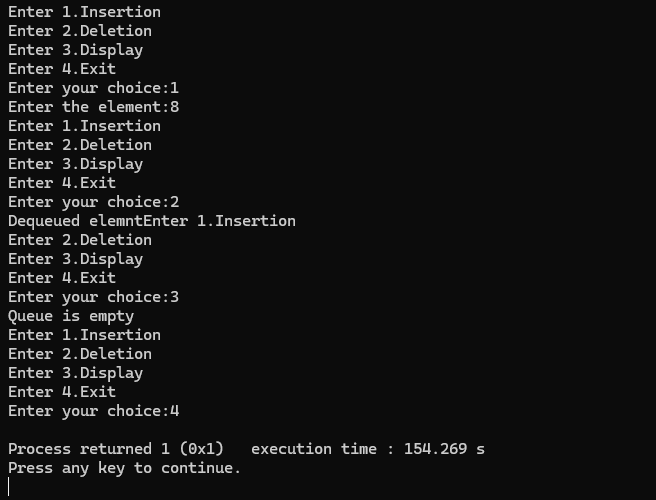 Enter 1.Insertion
Enter 2.Deletion
Enter 3.Display
Enter 4.Exit
Enter your choice:1
Enter the element:8
Enter 1.Insertion
Enter 2.Deletion
Enter 3.Display
Enter 4.Exit
Enter your choice:2
Dequeued elemntEnter 1.Insertion
Enter 2.Deletion
Enter 3.Display
Enter 4.Exit
Enter your choice:3
Queue is empty
Enter 1.Insertion
Enter 2.Deletion
Enter 3.Display
Enter 4.Exit
Enter your choice:4
Process returned 1 (0x1)   execution time : 154.269 s
Press any key to continue.